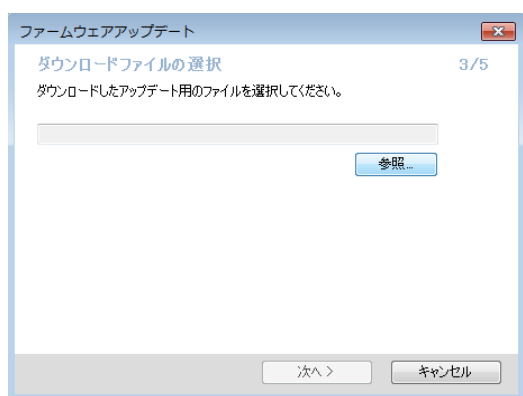 ファームウェアアップデート
ダウンロードファイルの選択 3/5
ダウンロードしたアップデート用のファイルを選択してください。
参照...
次へ > キャンセル